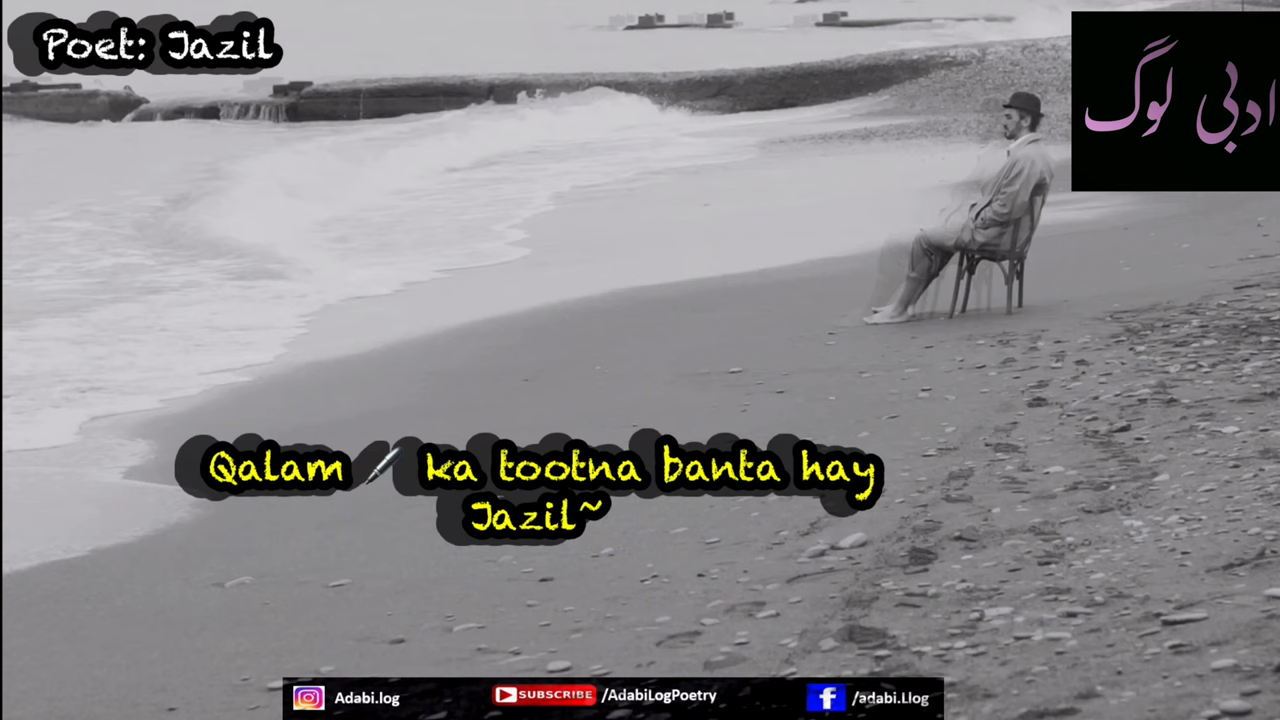 Poet: Jazil
ادبی لوگ
Qalam 🖋 ka tootna banta hay
Jazil~
Adabi.log
SUBSCRIBE /AdabiLogPoetry
/adabi.Llog